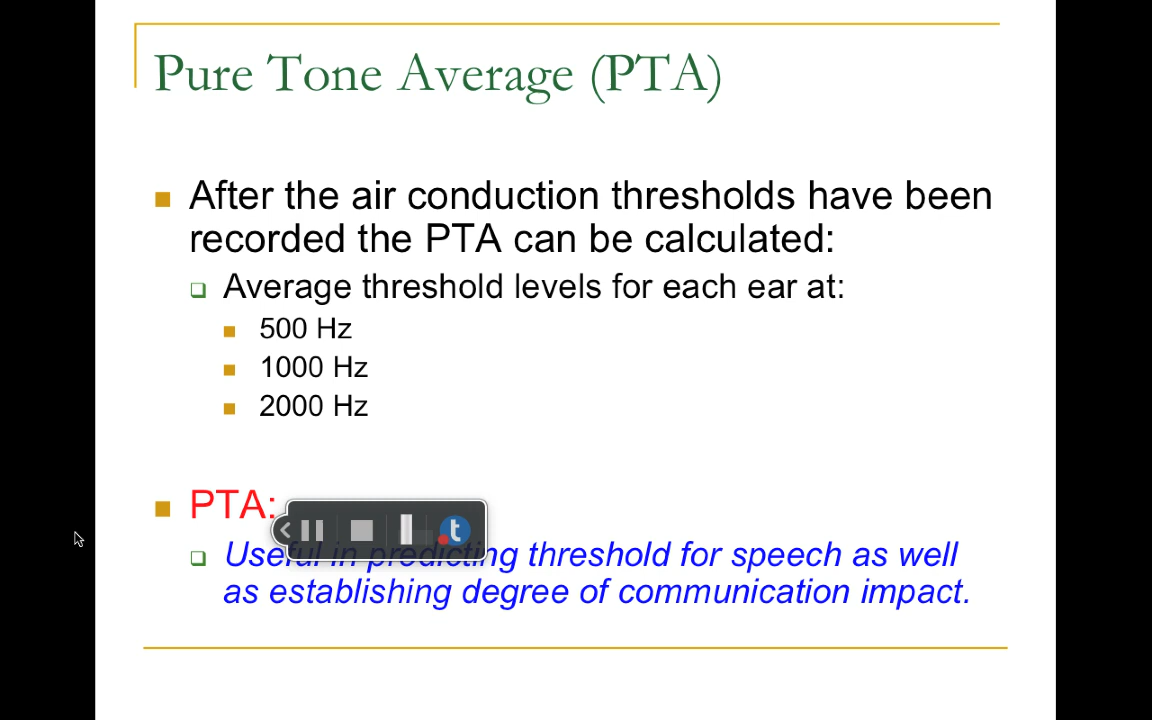 Pure Tone Average (PTA)
After the air conduction thresholds have been
recorded the PTA can be calculated:
Average threshold levels for each ear at:
500 Hz
1000 Hz
2000 Hz
PTA:
Useful in predicting threshold for speech as well
as establishing degree of communication impact.
t